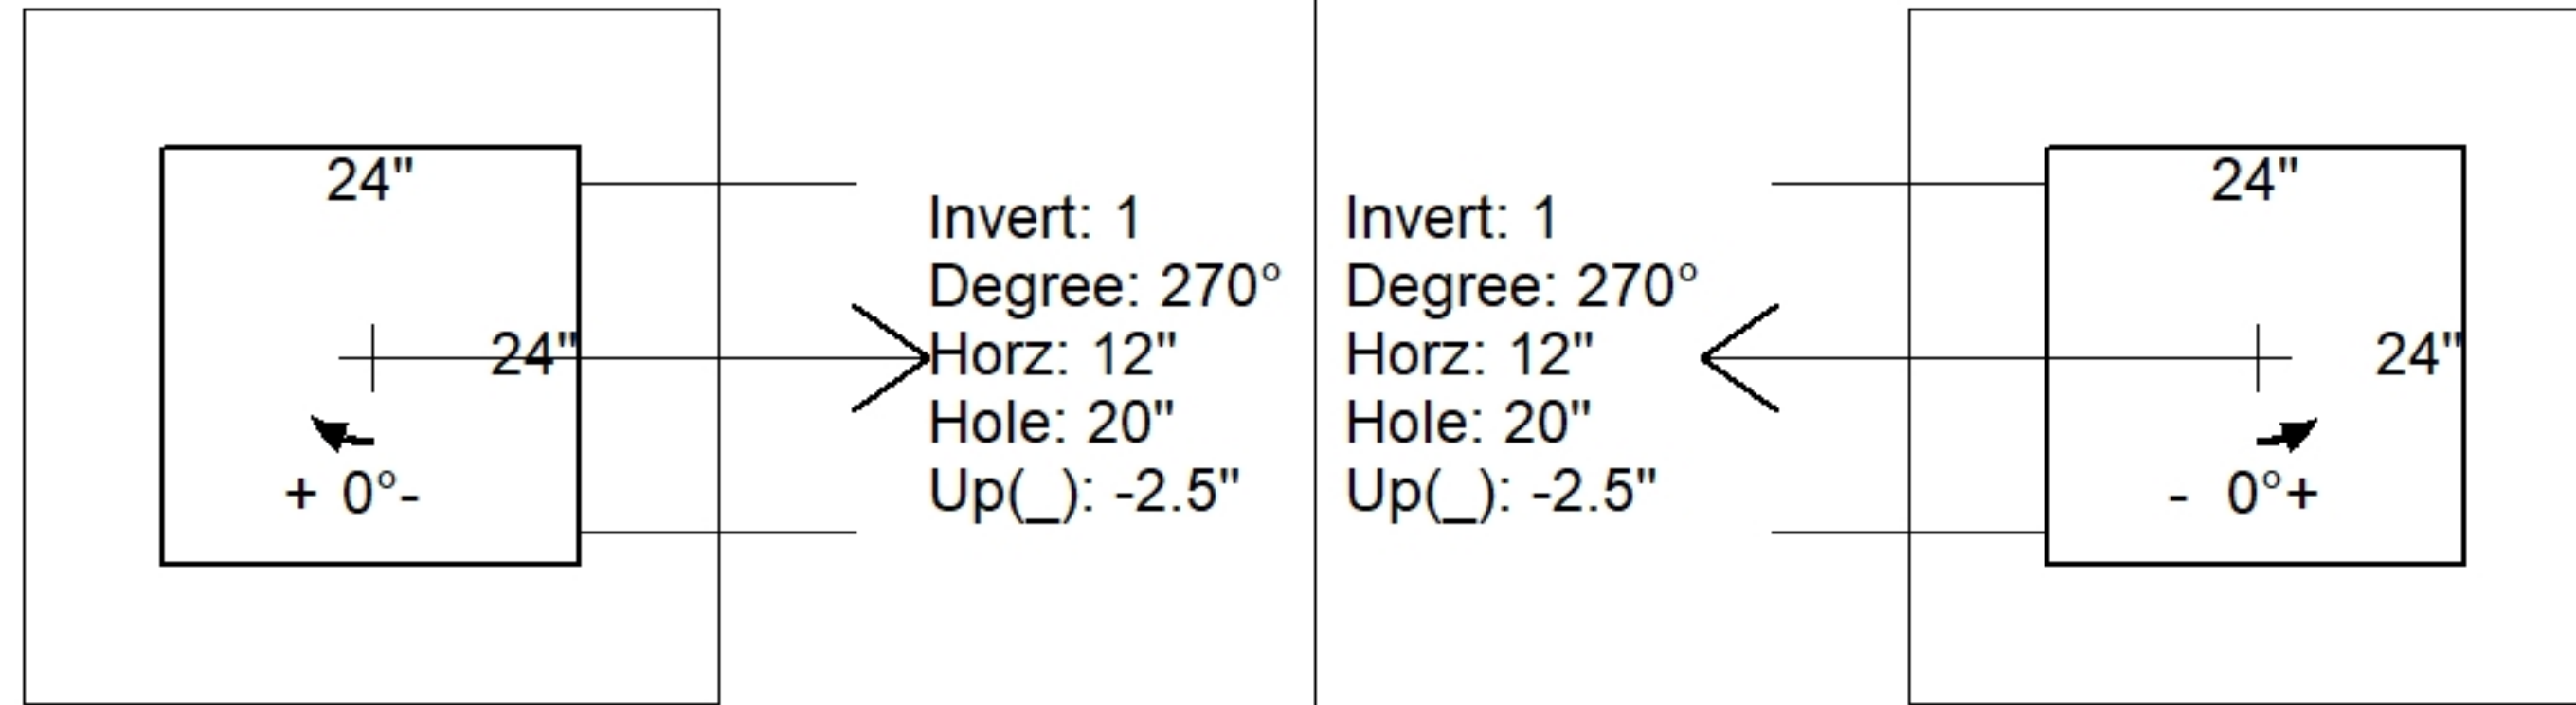 24"
24"
+ 0°-
Invert: 1
Degree: 270°
Horz: 12"
Hole: 20"
Up(_): -2.5"
Invert: 1
Degree: 270°
Horz: 12"
Hole: 20"
Up(_): -2.5"
24"
24"
- 0°+